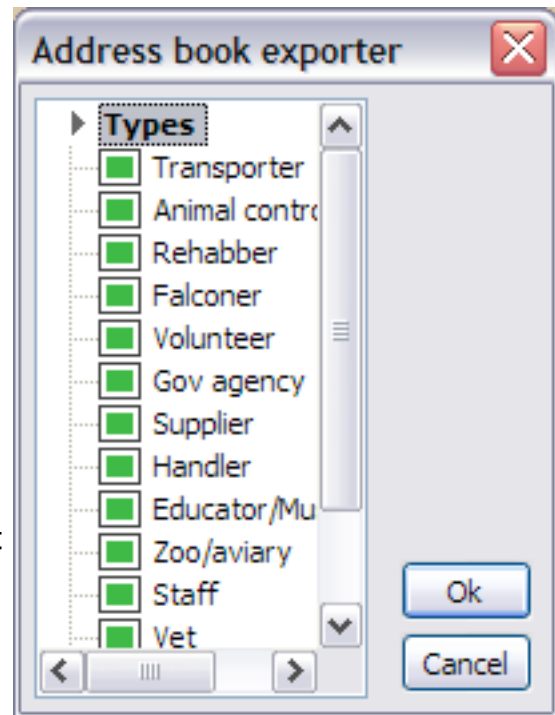 Address book exporter
Types
Transporter
Animal contro
Rehabber
Falconer
Volunteer
Gov agency
Supplier
Handler
Educator/Mu
Zoo/aviary
Staff
Vet
Ok
Cancel